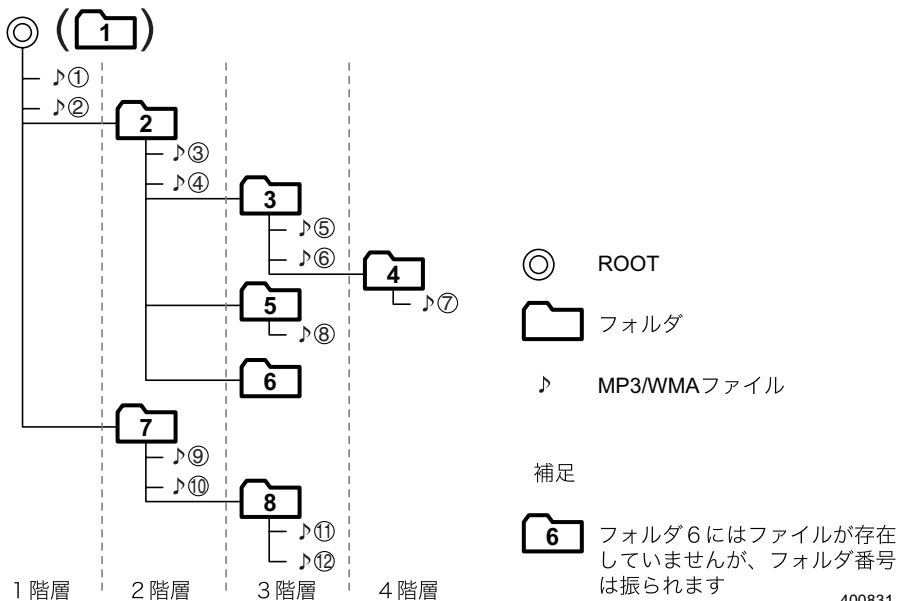 (1)
♪①
♪②
2
♪③
♪④
3
♪⑤
♪⑥
4
♪⑦
5
♪⑧
6
7
♪⑨
♪⑩
8
♪⑪
♪⑫
1階層 2階層 3階層 4階層
ROOT
フォルダ
♪ MP3/WMAファイル
補足
6 フォルダ6にはファイルが存在
していませんが、フォルダ番号
は振られます
400831